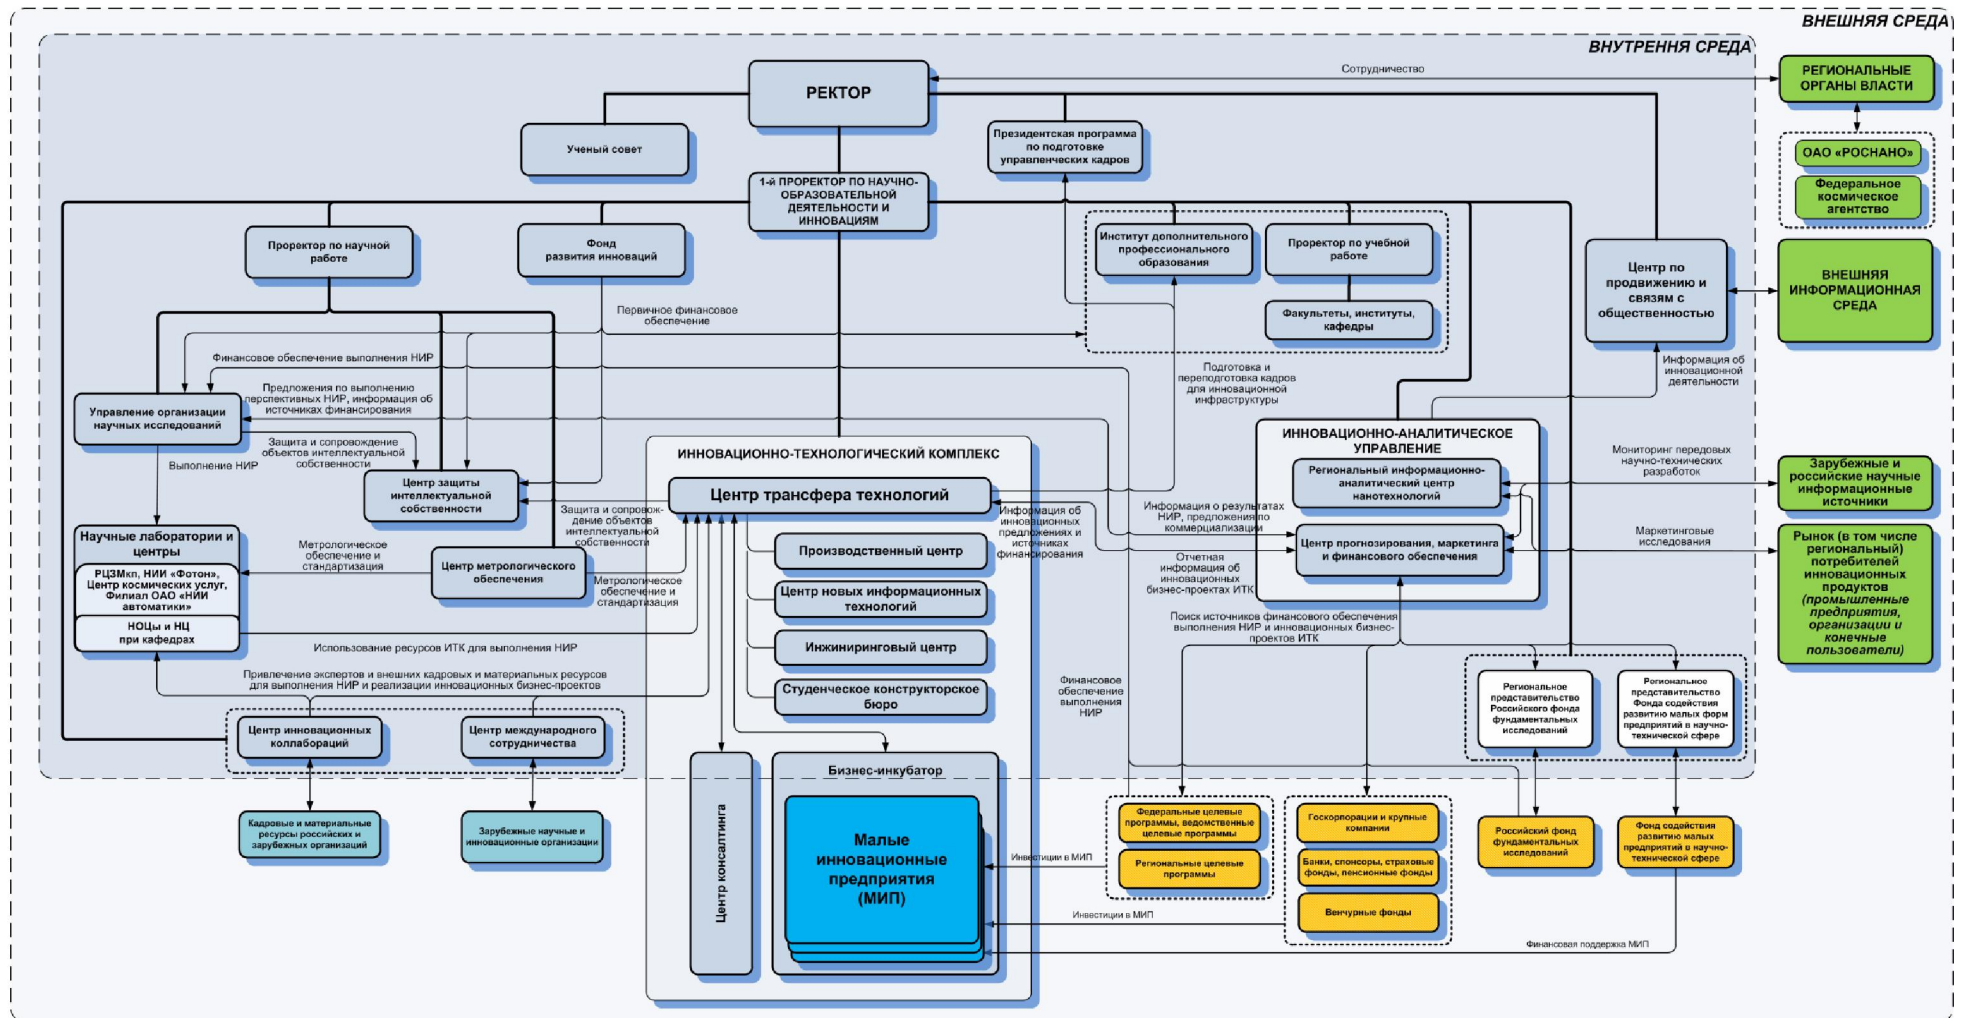 ВНЕШНЯЯ СРЕДА
ВНУТРЕННЯ СРЕДА
РЕКТОР
Сотрудничество
РЕГИОНАЛЬНЫЕ
ОРГАНЫ ВЛАСТИ
Ученый совет
Президентская программа
по подготовке
управленческих кадров
ОАО «РОСНАНО»
Федеральное
космическое
агентство
1-й ПРОРЕКТОР ПО НАУЧНО-
ОБРАЗОВАТЕЛЬНОЙ
ДЕЯТЕЛЬНОСТИ И
ИННОВАЦИЯМ
Проректор по научной
работе
Фонд
развития инноваций
Институт дополнительного
профессионального
образования
Проректор по учебной
работе
Факультеты, институты,
кафедры
Центр по
продвижению и
связям с
общественностью
ВНЕШНЯЯ
ИНФОРМАЦИОННАЯ
СРЕДА
Первичное финансовое
обеспечение
Финансовое обеспечение выполнения НИР
Предложения по выполнению
перспективных НИР, информация об
источниках финансирования
Подготовка и
переподготовка кадров
для инновационной
инфраструктуры
Информация об
инновационной
деятельности
Управление организации
научных исследований
Защита и сопровождение
объектов интеллектуальной
собственности
Выполнение НИР
Центр защиты
интеллектуальной
собственности
ИННОВАЦИОННО-ТЕХНОЛОГИЧЕСКИЙ КОМПЛЕКС
Центр трансфера технологий
ИННОВАЦИОННО-АНАЛИТИЧЕСКОЕ
УПРАВЛЕНИЕ
Региональный информационно-
аналитический центр
нанотехнологий
Центр прогнозирования, маркетинга
и финансового обеспечения
Мониторинг передовых
научно-технических
разработок
Зарубежные и
российские научные
информационные
источники
Маркетинговые
исследования
Рынок (в том числе
региональный)
потребителей
инновационных
продуктов
(промышленные
предприятия,
организации и
конечные
пользователи)
Защита и сопровож-
дение объектов
интеллектуальной
собственности
Информация об
инновационных
предложениях и
источниках
финансирования
Информация о результатах
НИР, предложения по
коммерциализации
Отчетная
информация об
инновационных
бизнес-проектах ИТК
Научные лаборатории и
центры
РЦЗМкп, НИИ «Фотон»,
Центр космических услуг,
Филиал ОАО «НИИ
автоматики»
НОЦы и НЦ
при кафедрах
Метрологическое
обеспечение и
стандартизация
Центр метрологического
обеспечения
Метрологическое
обеспечение и
стандартизация
Производственный центр
Центр новых информационных
технологий
Инжиниринговый центр
Студенческое конструкторское
бюро
Использование ресурсов ИТК для выполнения НИР
Привлечение экспертов и внешних кадровых и материальных ресурсов
для выполнения НИР и реализации инновационных бизнес-проектов
Поиск источников финансового обеспечения
выполнения НИР и инновационных бизнес-
проектов ИТК
Финансовое
обеспечение
выполнения
НИР
Региональное
представительство
Российского фонда
фундаментальных
исследований
Региональное
представительство
Фонда содействия
развитию малых форм
предприятий в научно-
технической сфере
Центр инновационных
коллабораций
Центр международного
сотрудничества
Кадровые и материальные
ресурсы российских и
зарубежных организаций
Зарубежные научные и
инновационные организации
Центр консалтинга
Бизнес-инкубатор
Малые
инновационные
предприятия
(МИП)
Инвестиции в МИП
Инвестиции в МИП
Финансовая поддержка МИП
Федеральные целевые
программы, ведомственные
целевые программы
Региональные целевые
программы
Госкорпорации и крупные
компании
Банки, спонсоры, страховые
фонды, пенсионные фонды
Венчурные фонды
Российский фонд
фундаментальных
исследований
Фонд содействия
развитию малых
предприятий в научно-
технической сфере